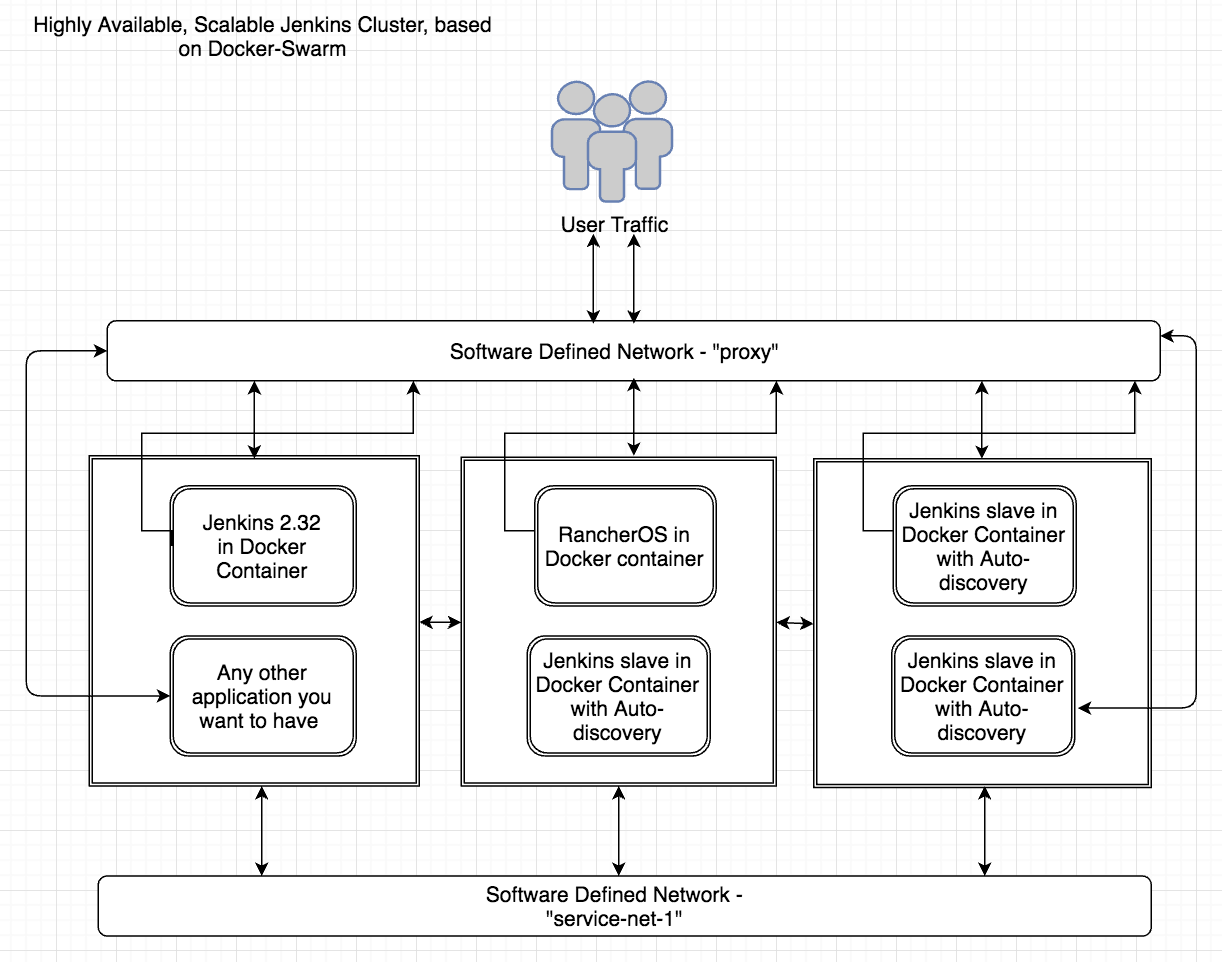 Highly Available, Scalable Jenkins Cluster, based
on Docker-Swarm
User Traffic
Software Defined Network - "proxy"
Jenkins 2.32
in Docker
Container
RancherOS in
Docker container
Jenkins slave in
Docker Container
with Auto-
discovery
Any other
application you
want to have
Jenkins slave in
Docker Container
with Auto-
discovery
Jenkins slave in
Docker Container
with Auto-
discovery
Software Defined Network -
"service-net-1"